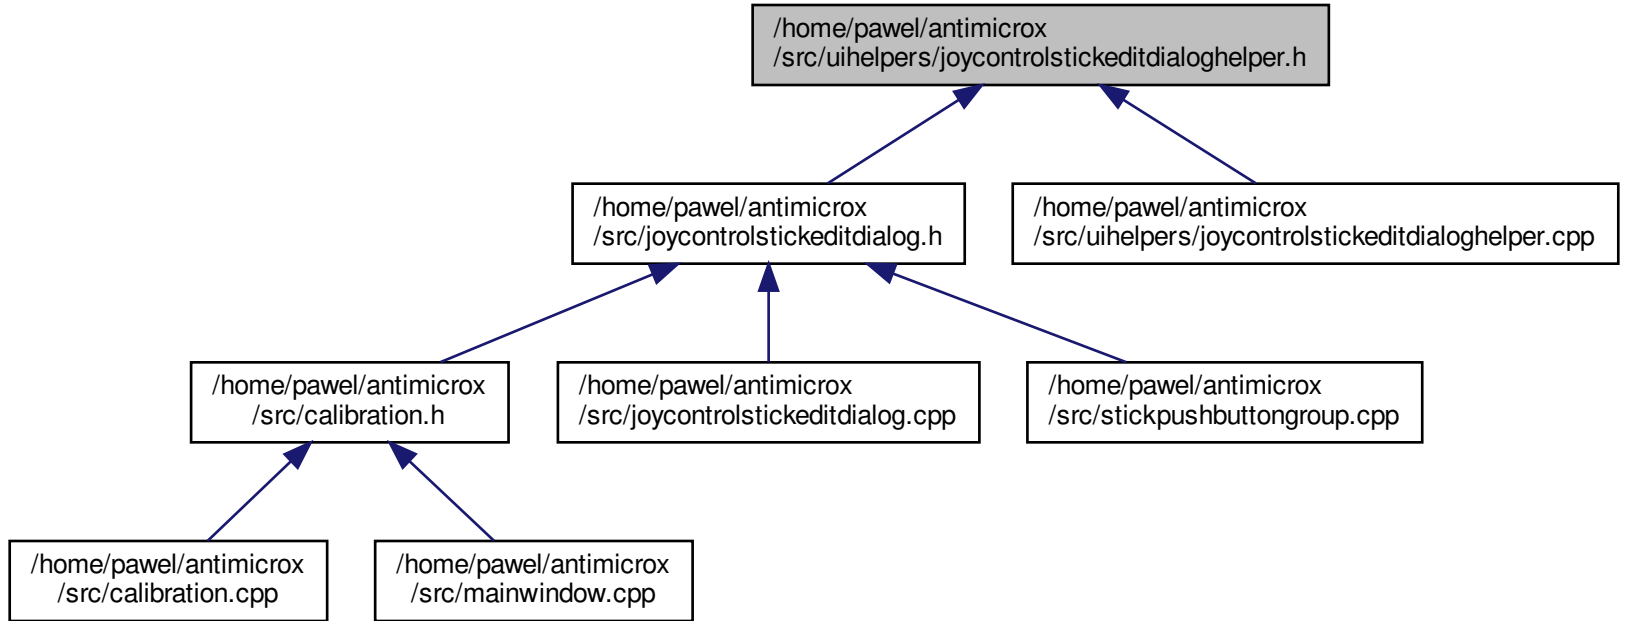 /home/pawel/antimicrox
/src/uihelpers/joycontrolstickeditdialoghelper.h
/home/pawel/antimicrox
/src/joycontrolstickeditdialog.h
/home/pawel/antimicrox
/src/uihelpers/joycontrolstickeditdialoghelper.cpp
/home/pawel/antimicrox
/src/calibration.h
/home/pawel/antimicrox
/src/joycontrolstickeditdialog.cpp
/home/pawel/antimicrox
/src/stickpushbuttongroup.cpp
/home/pawel/antimicrox
/src/calibration.cpp
/home/pawel/antimicrox
/src/mainwindow.cpp